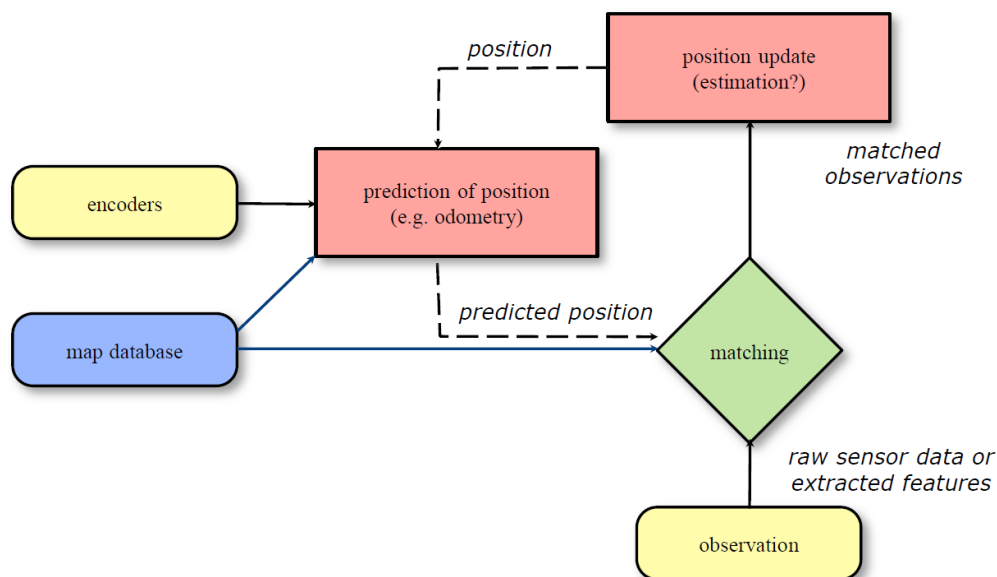 position
position update
(estimation?)
matched
observations
encoders
prediction of position
(e.g. odometry)
predicted position
map database
matching
raw sensor data or
extracted features
observation